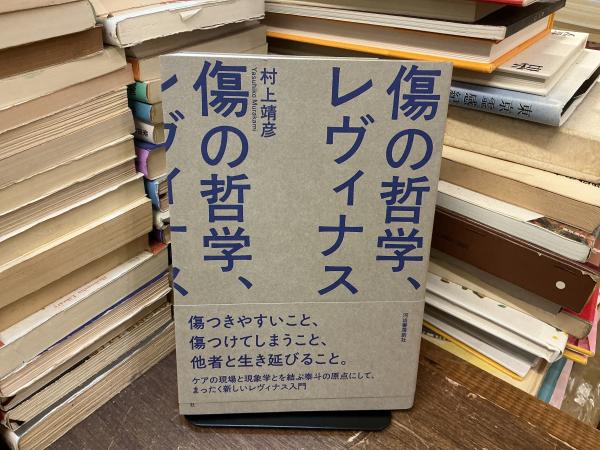 傷の哲学、
レヴィナス
村上靖彦
Yasuhiko Murakami
傷の哲学、
レヴィナス
河出書房新社
傷つきやすいこと、
傷つけてしまうこと、
他者と生き延びること。
ケアの現場と現象学とを結ぶ泰斗の原点にして、
まったく新しいレヴィナス入門
社